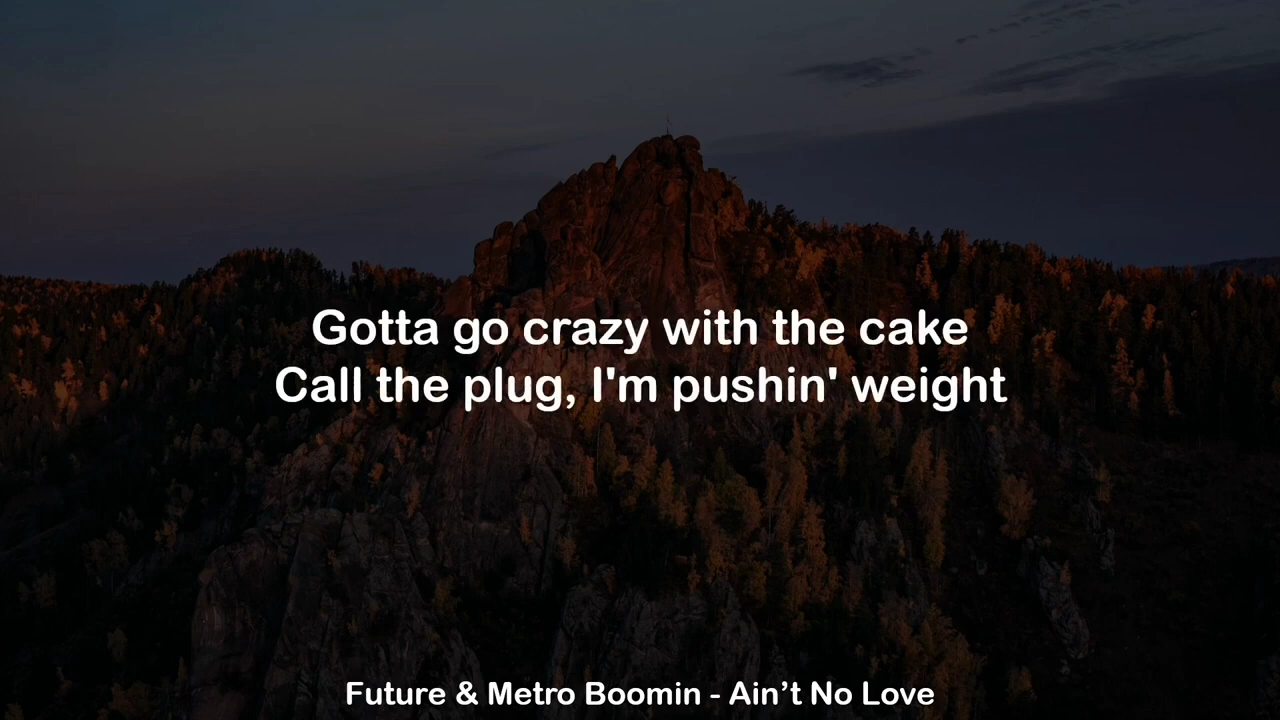 Gotta go crazy with the cake
Call the plug, I'm pushin' weight
Future & Metro Boomin - Ain’t No Love